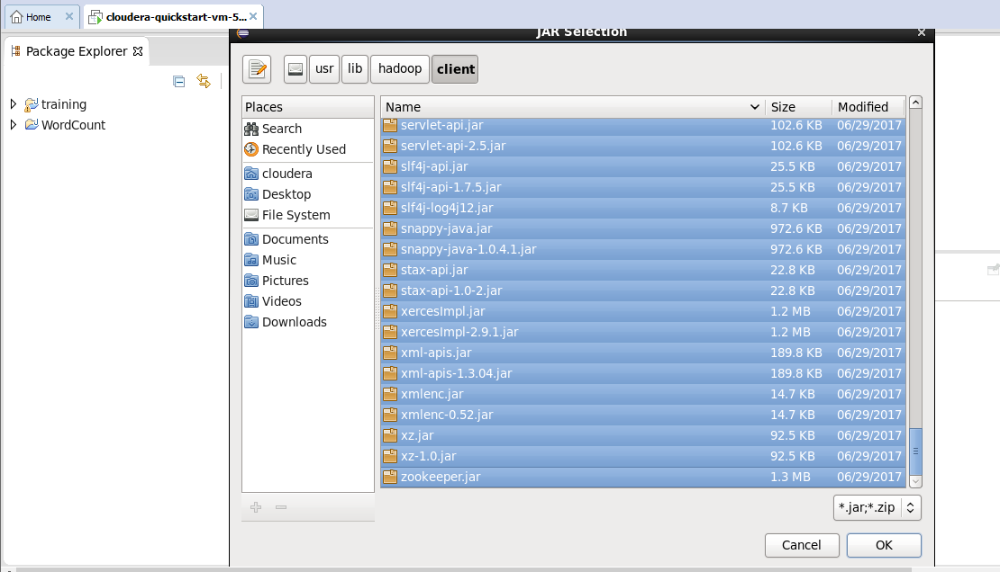 Home
cloudera-quickstart-vm-5...
JAR Selection
Package Explorer
training
WordCount
usr lib hadoop client
Places
Search
Recently Used
cloudera
Desktop
File System
Documents
Music
Pictures
Videos
Downloads
Name Size Modified
servlet-api.jar 102.6 KB 06/29/2017
servlet-api-2.5.jar 102.6 KB 06/29/2017
slf4j-api.jar 25.5 KB 06/29/2017
slf4j-api-1.7.5.jar 25.5 KB 06/29/2017
slf4j-log4j12.jar 8.7 KB 06/29/2017
snappy-java.jar 972.6 KB 06/29/2017
snappy-java-1.0.4.1.jar 972.6 KB 06/29/2017
stax-api.jar 22.8 KB 06/29/2017
stax-api-1.0-2.jar 22.8 KB 06/29/2017
xercesImpl.jar 1.2 MB 06/29/2017
xercesImpl-2.9.1.jar 1.2 MB 06/29/2017
xml-apis.jar 189.8 KB 06/29/2017
xml-apis-1.3.04.jar 189.8 KB 06/29/2017
xmlenc.jar 14.7 KB 06/29/2017
xmlenc-0.52.jar 14.7 KB 06/29/2017
xz.jar 92.5 KB 06/29/2017
xz-1.0.jar 92.5 KB 06/29/2017
zookeeper.jar 1.3 MB 06/29/2017
*.jar;*.zip
Cancel OK